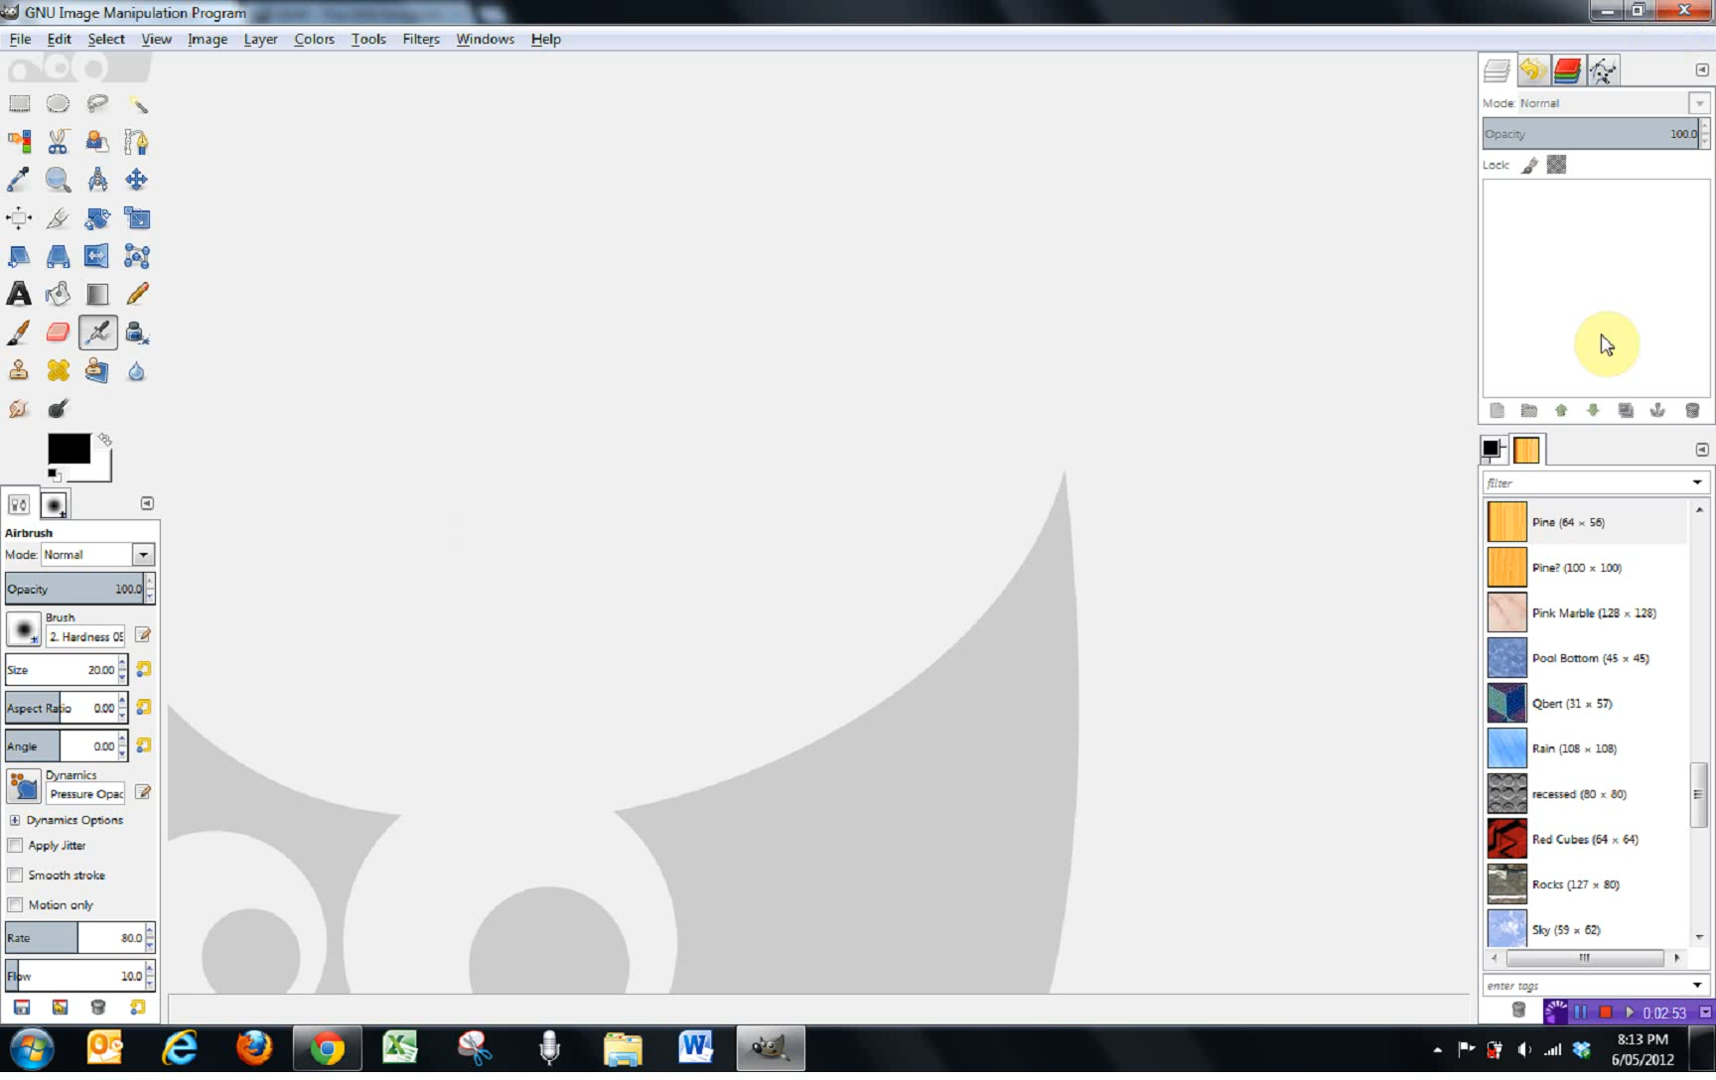 GNU Image Manipulation Program
File Edit Select View Image Layer Colors Tools Filters Windows Help
Mode: Normal
Opacity 100.0
Lock:
filter
Pine (64 × 56)
Pine? (100 × 100)
Pink Marble (128 × 128)
Pool Bottom (45 × 45)
Qbert (31 × 57)
Rain (108 × 108)
recessed (80 × 80)
Red Cubes (64 × 64)
Rocks (127 × 80)
Sky (59 × 62)
enter tags
Airbrush
Mode: Normal
Opacity 100.0
Brush
2. Hardness 05
Size 20.00
Aspect Ratio 0.00
Angle 0.00
Dynamics
Pressure Opac
Dynamics Options
Apply Jitter
Smooth stroke
Motion only
Rate 80.0
Flow 10.0
0:02:53
8:13 PM
6/05/2012